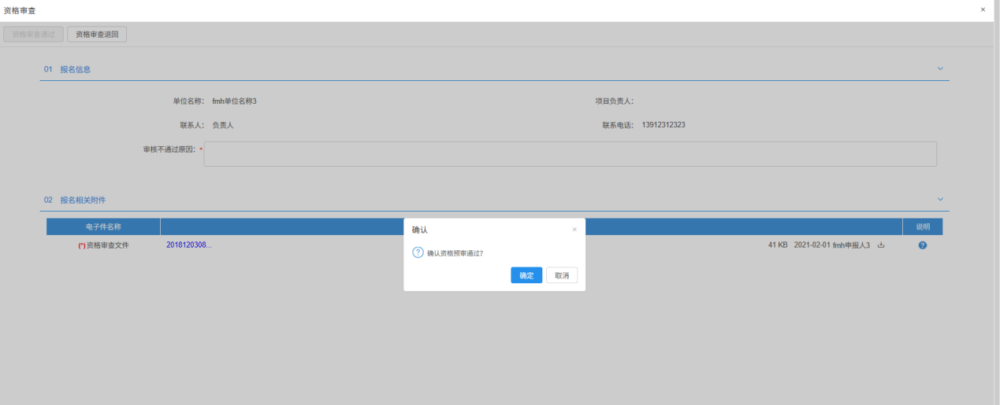 资格审查 ×
资格审查通过 资格审查退回
01 报名信息
单位名称: fmh单位名称3 项目负责人:
联系人: 负责人 联系电话: 13912312323
审核不通过原因: *
02 报名相关附件
电子件名称 说明
(*)资格审查文件 2018120308... 41 KB 2021-02-01 fmh申报人3 ?
确认 ×
? 确认资格预审通过?
确定 取消